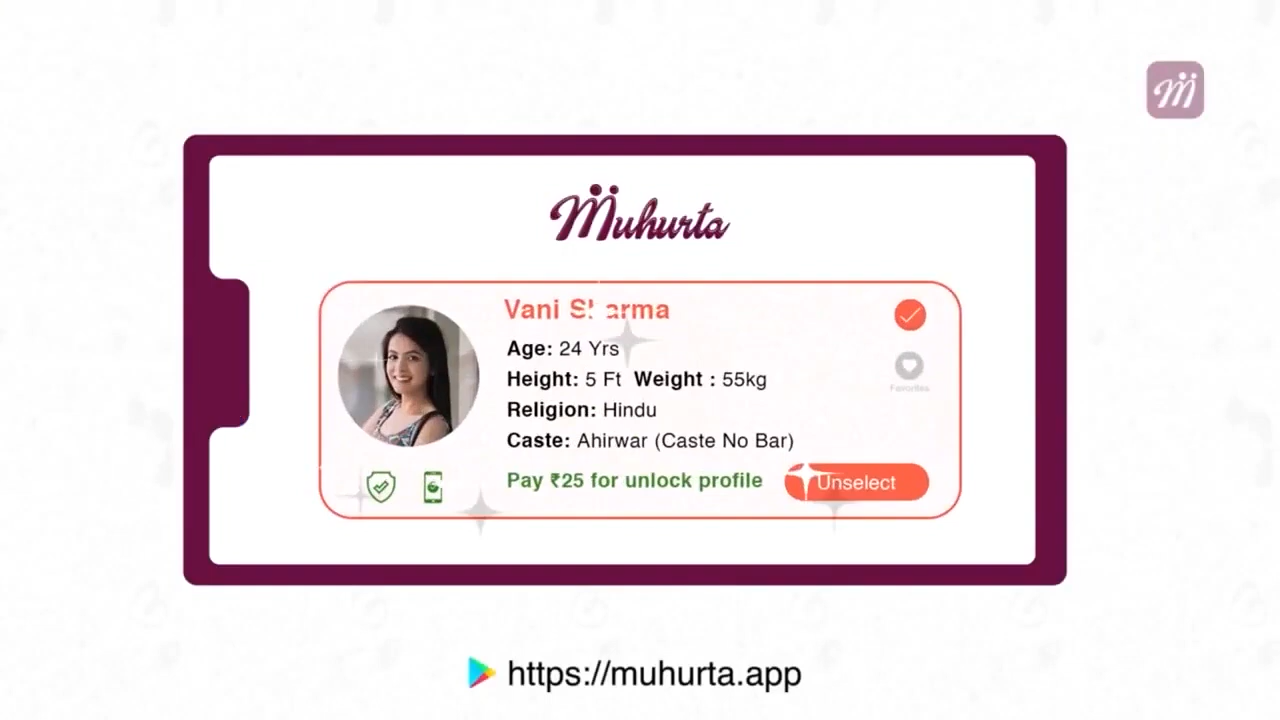 Muhurta
Vani Sharma
Age: 24 Yrs
Height: 5 Ft Weight : 55kg
Favorites
Religion: Hindu
Caste: Ahirwar (Caste No Bar)
Pay ₹25 for unlock profile
Unselect
https://muhurta.app